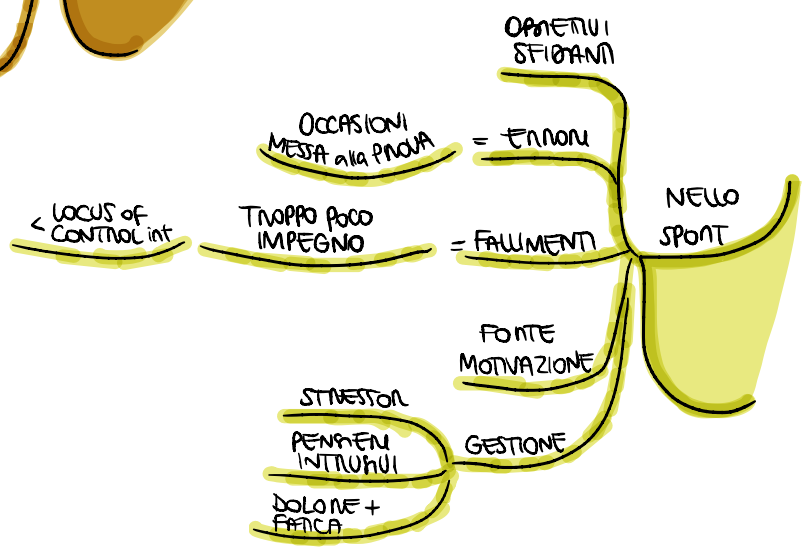 OBIETTIVI
SFIDANTI
OCCASIONI
MESSA alla PROVA
= ERRORI
< LOCUS OF
CONTROL int
TROPPO POCO
IMPEGNO
= FALLIMENTI
NELLO
SPORT
FONTE
MOTIVAZIONE
GESTIONE
STRESSOR
PENSIERI
INTRUSIVI
DOLORE +
FATICA